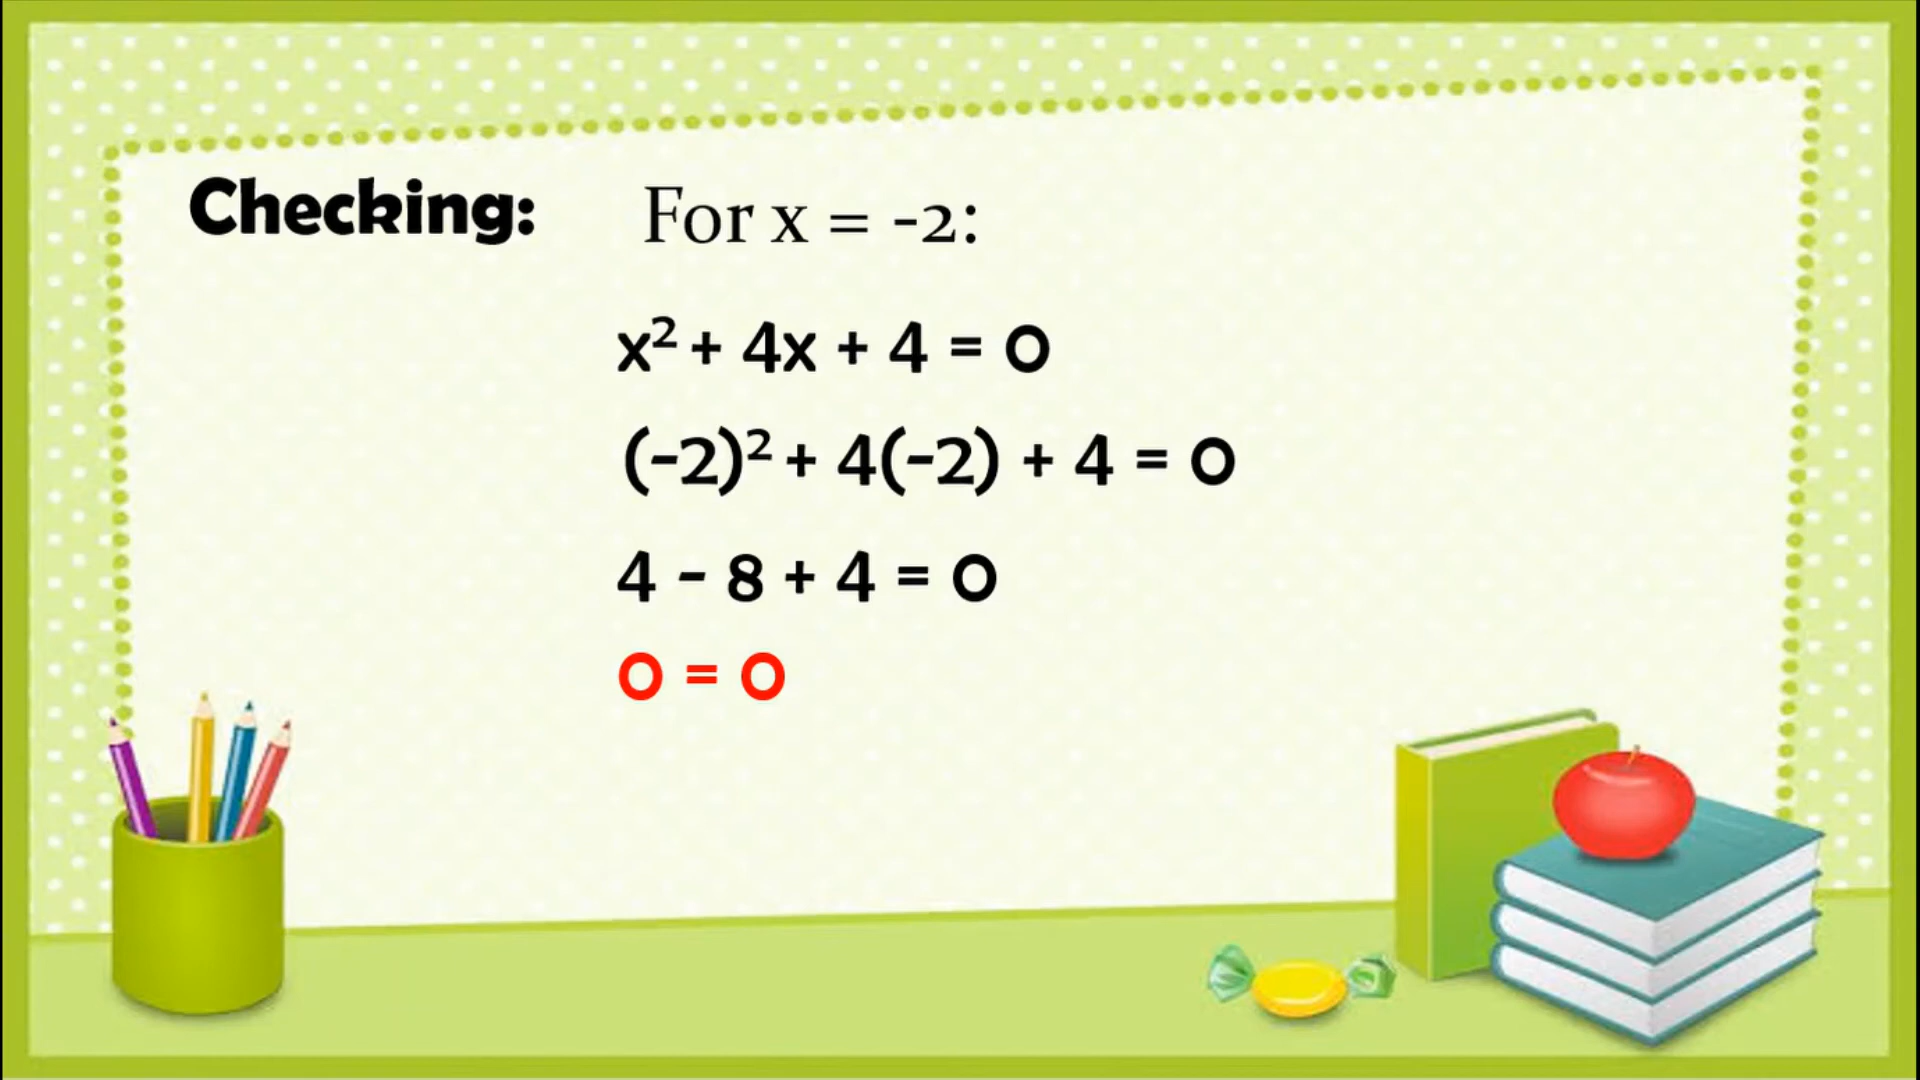 Checking: For x = -2:
x² + 4x + 4 = 0
(-2)² + 4(-2) + 4 = 0
4 - 8 + 4 = 0
0 = 0